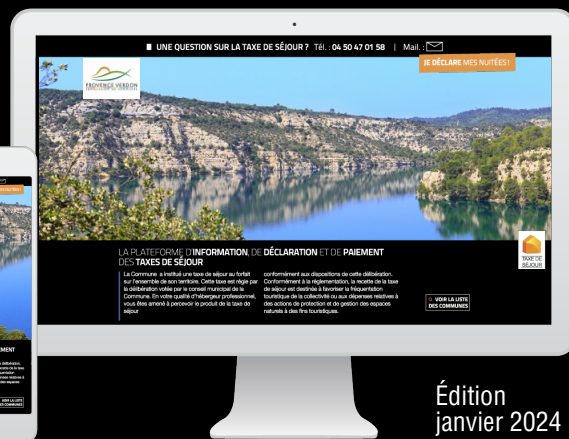 UNE QUESTION SUR LA TAXE DE SÉJOUR ? Tél. : 04 50 47 01 58 | Mail. :
JE DÉCLARE MES NUITÉES !
PROVENCE VERDON
LA PLATEFORME D'INFORMATION, DE DÉCLARATION ET DE PAIEMENT
DES TAXES DE SÉJOUR
La Commune a institué une taxe de séjour au forfait
sur l'ensemble de son territoire. Cette taxe est régie par
la délibération votée par le conseil municipal de la
Commune. En votre qualité d'hébergeur professionnel,
vous êtes amené à percevoir le produit de la taxe de
séjour
conformément aux dispositions de cette délibération.
Conformément à la réglementation, la recette de la taxe
de séjour est destinée à favoriser la fréquentation
touristique de la collectivité ou aux dépenses relatives à
des actions de protection et de gestion des espaces
naturels à des fins touristiques.
TAXE DE
SÉJOUR
VOIR LA LISTE
DES COMMUNES
VOIR LA LISTE
DES COMMUNES
Édition
janvier 2024